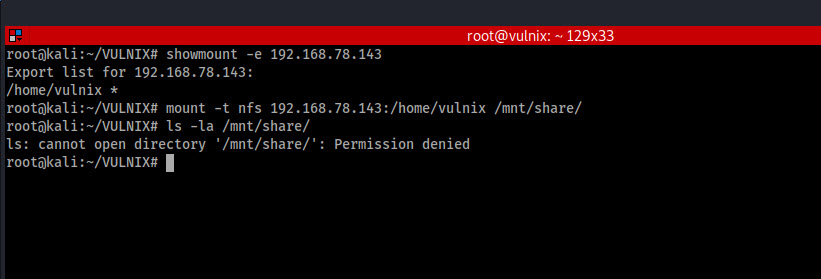 root@vulnix: ~ 129x33
root@kali:~/VULNIX# showmount -e 192.168.78.143
Export list for 192.168.78.143:
/home/vulnix *
root@kali:~/VULNIX# mount -t nfs 192.168.78.143:/home/vulnix /mnt/share/
root@kali:~/VULNIX# ls -la /mnt/share/
ls: cannot open directory '/mnt/share/': Permission denied
root@kali:~/VULNIX#